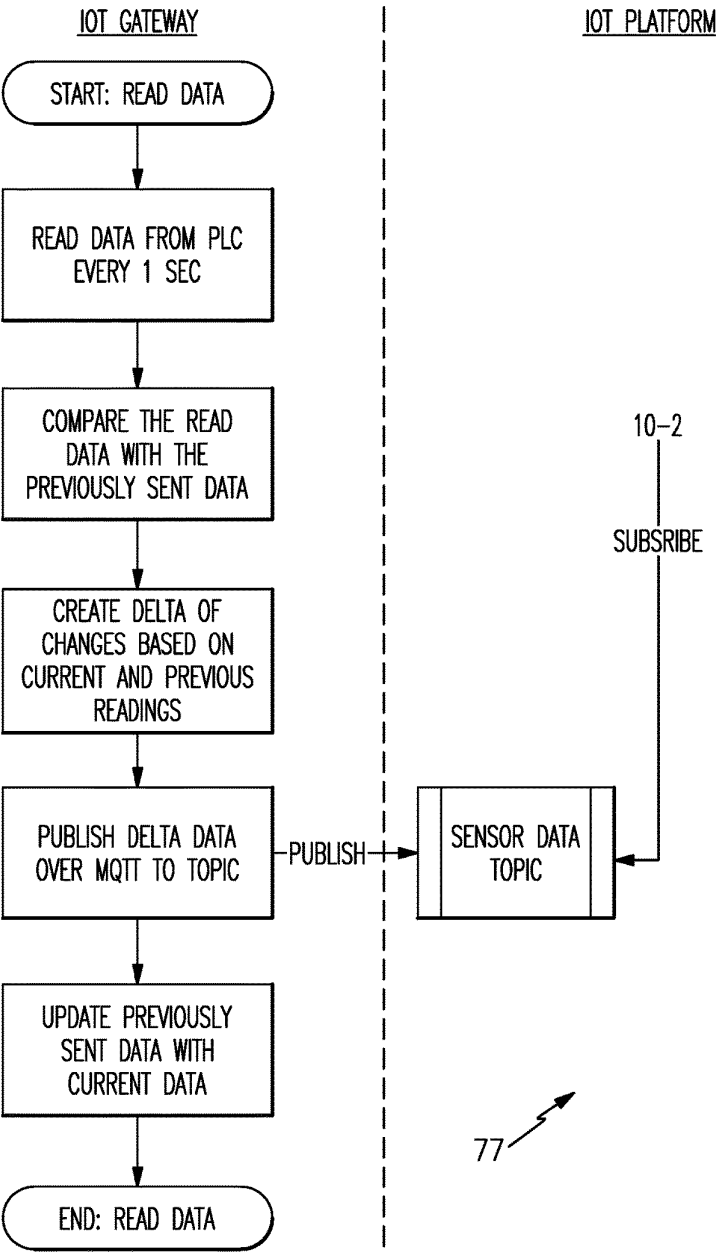 IOT GATEWAY
IOT PLATFORM
START: READ DATA
READ DATA FROM PLC
EVERY 1 SEC
COMPARE THE READ
DATA WITH THE
PREVIOUSLY SENT DATA
10-2
SUBSRIBE
CREATE DELTA OF
CHANGES BASED ON
CURRENT AND PREVIOUS
READINGS
PUBLISH DELTA DATA
OVER MQTT TO TOPIC
PUBLISH
SENSOR DATA
TOPIC
UPDATE PREVIOUSLY
SENT DATA WITH
CURRENT DATA
77
END: READ DATA